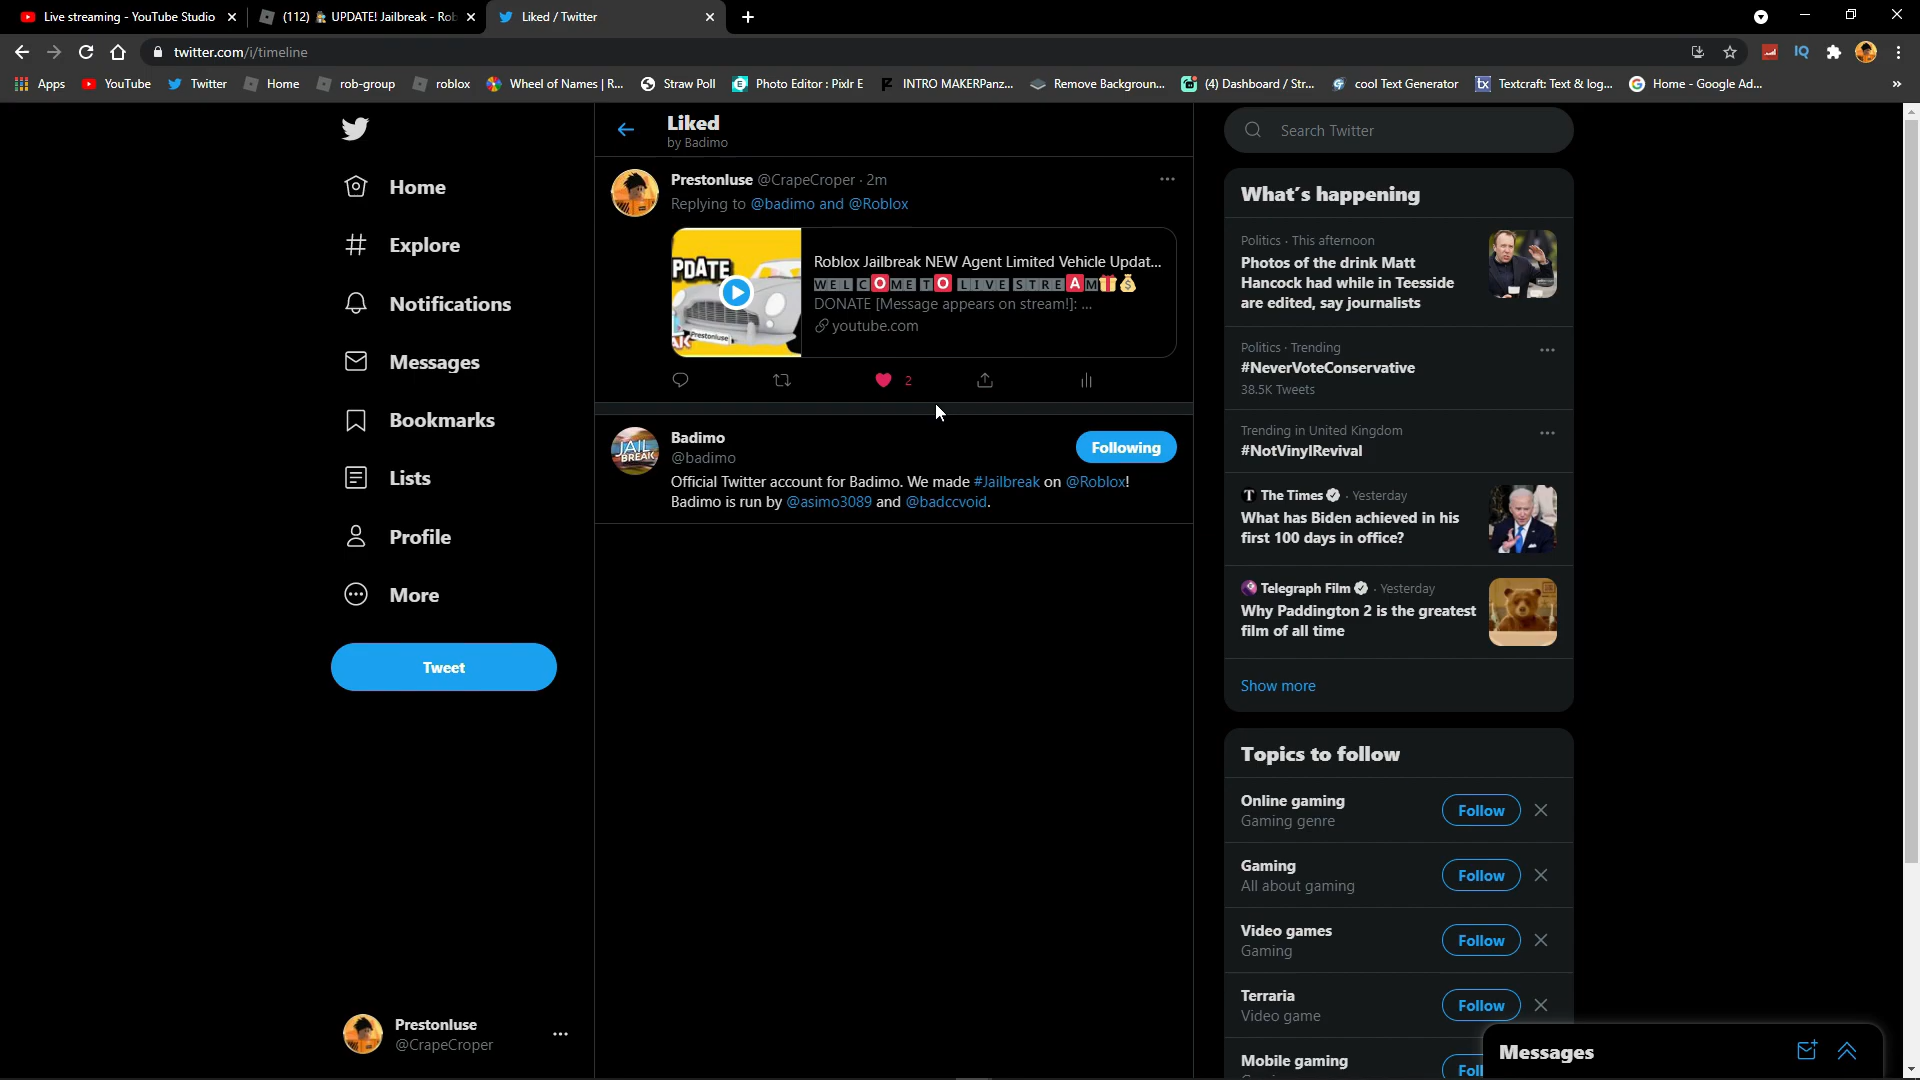 Live streaming - YouTube Studio
(112) UPDATE! Jailbreak - Rob
Liked / Twitter
twitter.com/i/timeline
Apps
YouTube
Twitter
Home
rob-group
roblox
Wheel of Names | R...
Straw Poll
Photo Editor : Pixlr E
INTRO MAKERPanz...
Remove Backgroun...
(4) Dashboard / Str...
cool Text Generator
Textcraft: Text & log...
Home - Google Ad...
Home
Explore
Notifications
Messages
Bookmarks
Lists
Profile
More
Tweet
Prestonluse
@CrapeCroper
Liked
by Badimo
Prestonluse @CrapeCroper · 2m
Replying to @badimo and @Roblox
PDATE
Prestonluse
Roblox Jailbreak NEW Agent Limited Vehicle Updat...
WELCOME TO LIVE STREAM
DONATE [Message appears on stream!]: ...
youtube.com
2
JAIL
BREAK
Badimo
@badimo
Following
Official Twitter account for Badimo. We made #Jailbreak on @Roblox!
Badimo is run by @asimo3089 and @badccvoid.
Search Twitter
What's happening
Politics · This afternoon
Photos of the drink Matt
Hancock had while in Teesside
are edited, say journalists
Politics · Trending
#NeverVoteConservative
38.5K Tweets
Trending in United Kingdom
#NotVinylRevival
The Times · Yesterday
What has Biden achieved in his
first 100 days in office?
Telegraph Film · Yesterday
Why Paddington 2 is the greatest
film of all time
Show more
Topics to follow
Online gaming
Gaming genre
Follow
Gaming
All about gaming
Follow
Video games
Gaming
Follow
Terraria
Video game
Follow
Mobile gaming
Foll
Messages